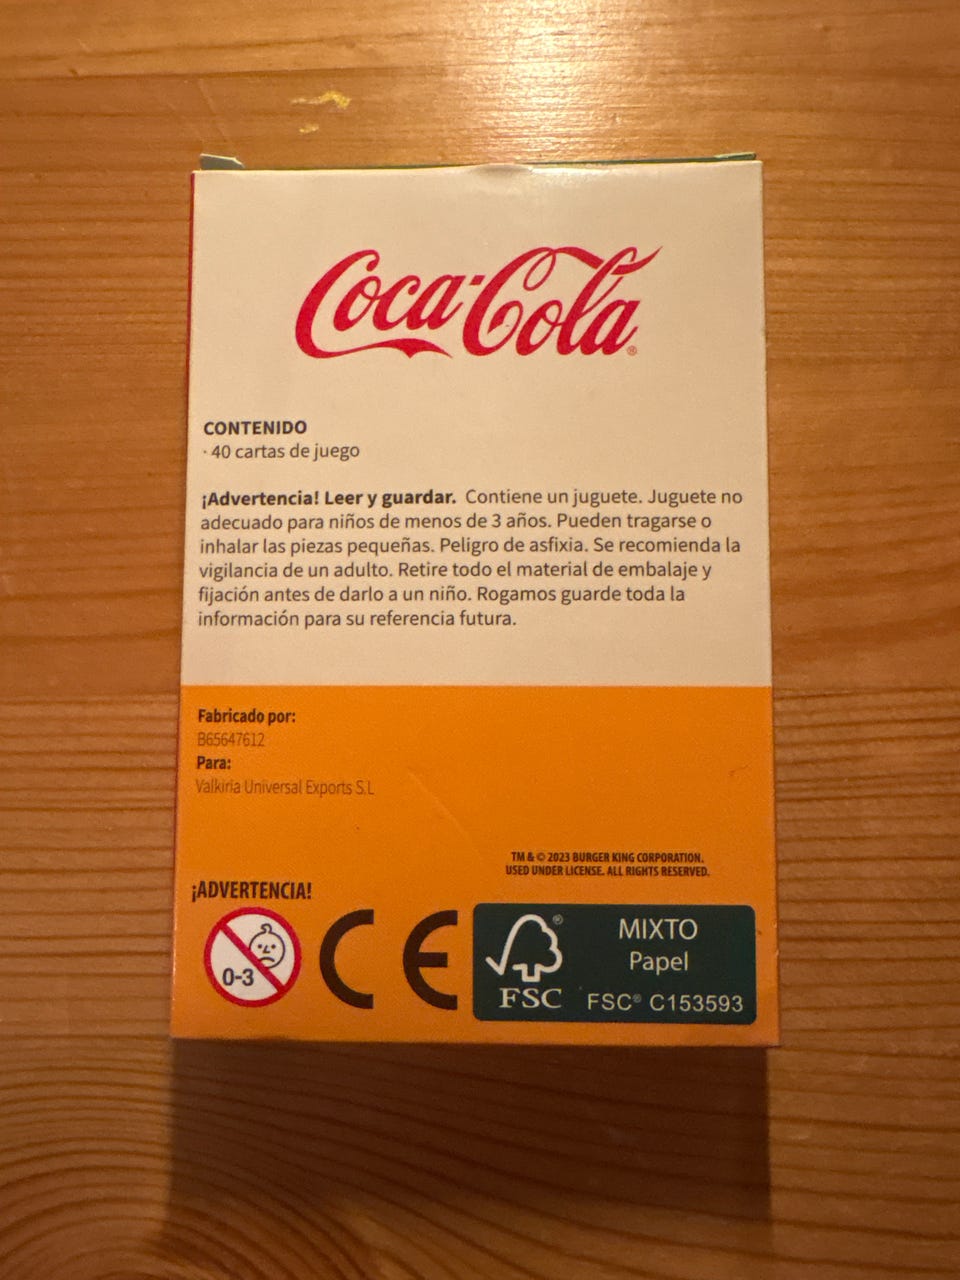 Coca-Cola®
CONTENIDO
· 40 cartas de juego
¡Advertencia! Leer y guardar. Contiene un juguete. Juguete no
adecuado para niños de menos de 3 años. Pueden tragarse o
inhalar las piezas pequeñas. Peligro de asfixia. Se recomienda la
vigilancia de un adulto. Retire todo el material de embalaje y
fijación antes de darlo a un niño. Rogamos guarde toda la
información para su referencia futura.
Fabricado por:
B65647612
Para:
Valkiria Universal Exports S.L
TM & © 2023 BURGER KING CORPORATION.
USED UNDER LICENSE. ALL RIGHTS RESERVED.
¡ADVERTENCIA!
0-3
CE
FSC®
MIXTO
Papel
FSC® C153593